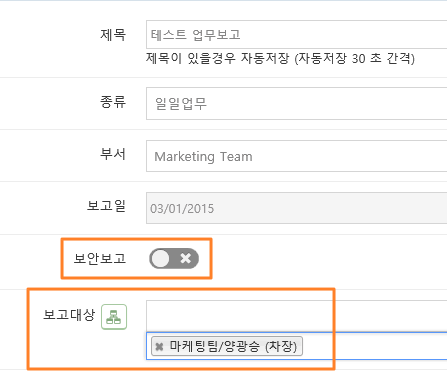 제목 테스트 업무보고
제목이 있을경우 자동저장 (자동저장 30 초 간격)
종류 일일업무
부서 Marketing Team
보고일 03/01/2015
보안보고
보고대상
마케팅팀/양광승 (차장)